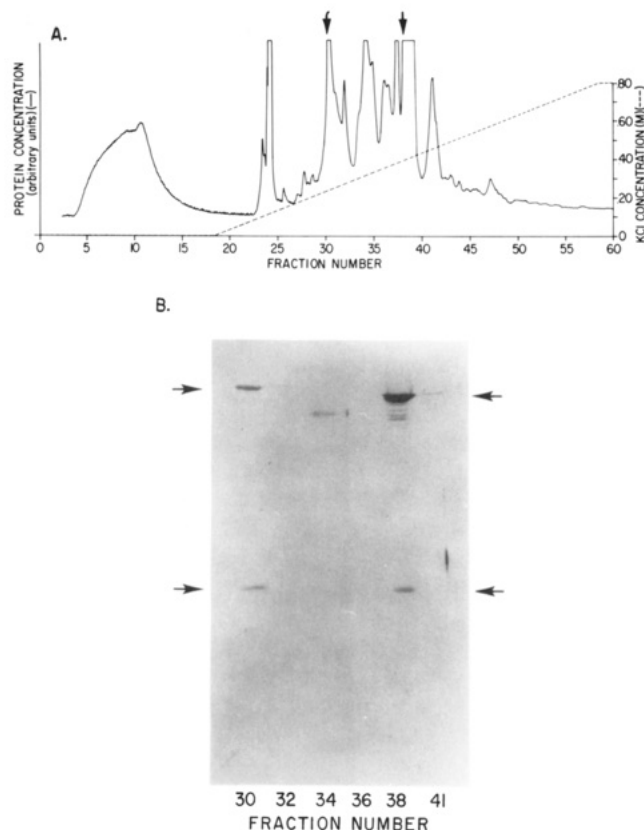 A.
PROTEIN CONCENTRATION
(arbitrary units)(—)
KCl CONCENTRATION (M)(---)
80
60
40
20
0
0 5 10 15 20 25 30 35 40 45 50 55 60
FRACTION NUMBER
B.
30 32 34 36 38 41
FRACTION NUMBER